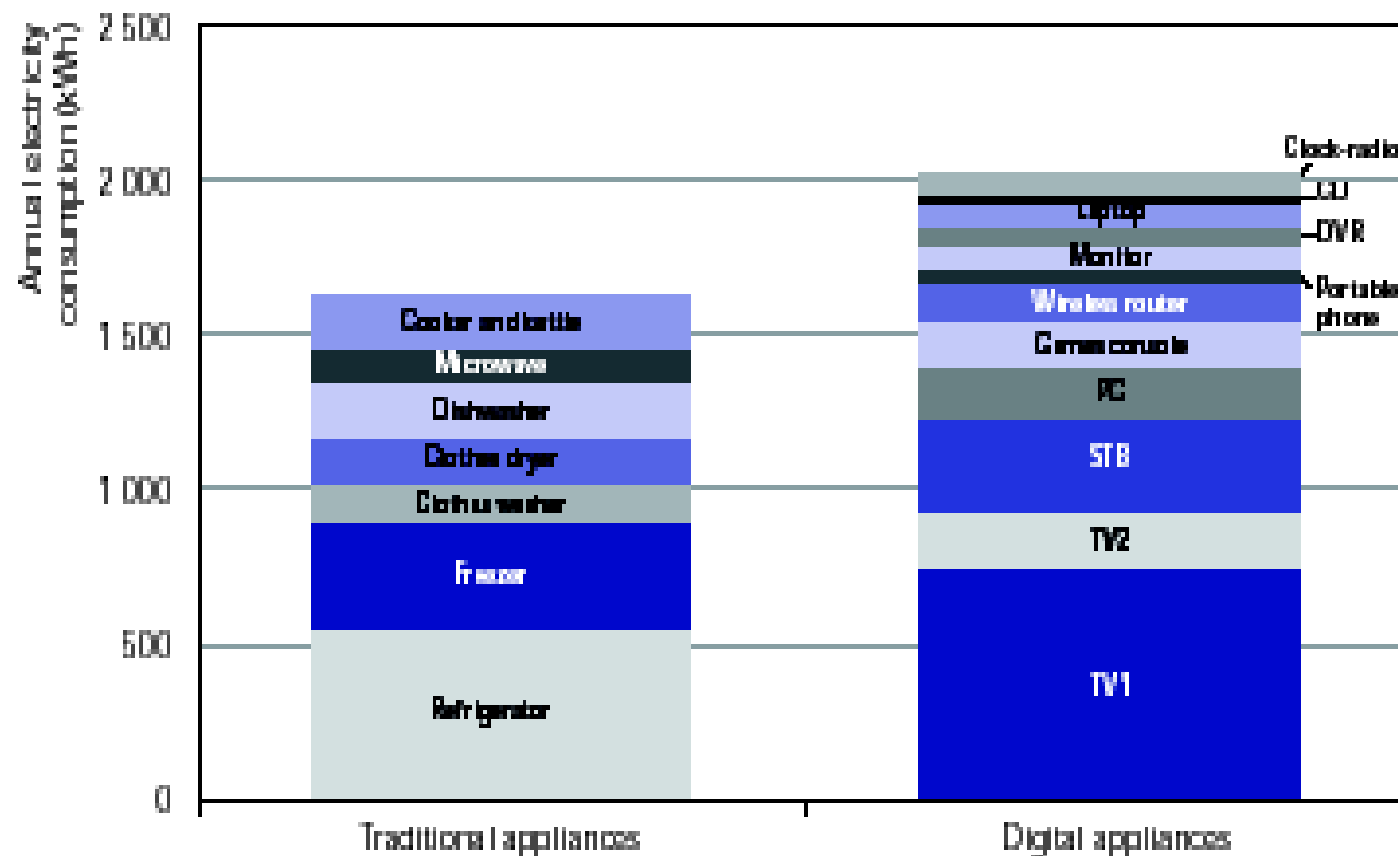 Annual electricity
consumption (kWh)
2 500
2 000
1 500
1 000
500
0
Cooker and kettle
Microwave
Dishwasher
Clothes dryer
Clothes washer
Freezer
Refrigerator
Clock-radio
CD
Laptop
DVR
Monitor
Portable
phone
Wireless router
Games console
PC
STB
TV2
TV1
Traditional appliances
Digital appliances